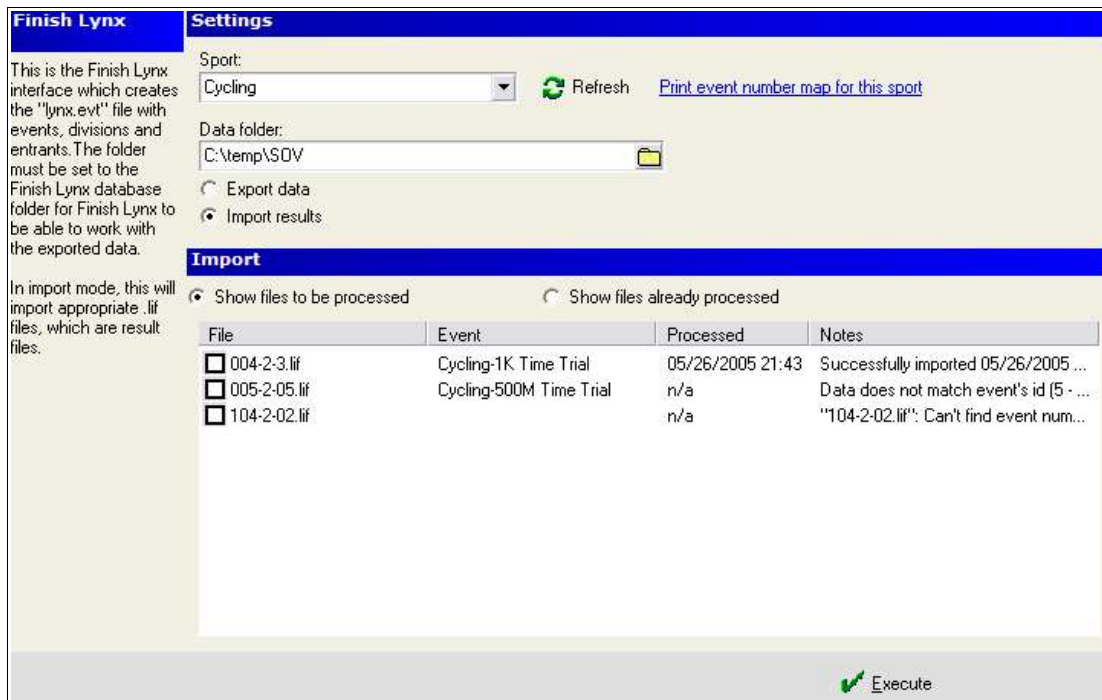 Finish Lynx
This is the Finish Lynx
interface which creates
the "lynx.evt" file with
events, divisions and
entrants.The folder
must be set to the
Finish Lynx database
folder for Finish Lynx to
be able to work with
the exported data.
In import mode, this will
import appropriate .lif
files, which are result
files.
Settings
Sport:
Cycling Refresh Print event number map for this sport
Data folder:
C:\temp\SOV
Export data
Import results
Import
Show files to be processed Show files already processed
File Event Processed Notes
004-2-3.lif Cycling-1K Time Trial 05/26/2005 21:43 Successfully imported 05/26/2005 ...
005-2-05.lif Cycling-500M Time Trial n/a Data does not match event's id (5 - ...
104-2-02.lif n/a "104-2-02.lif": Can't find event num...
Execute